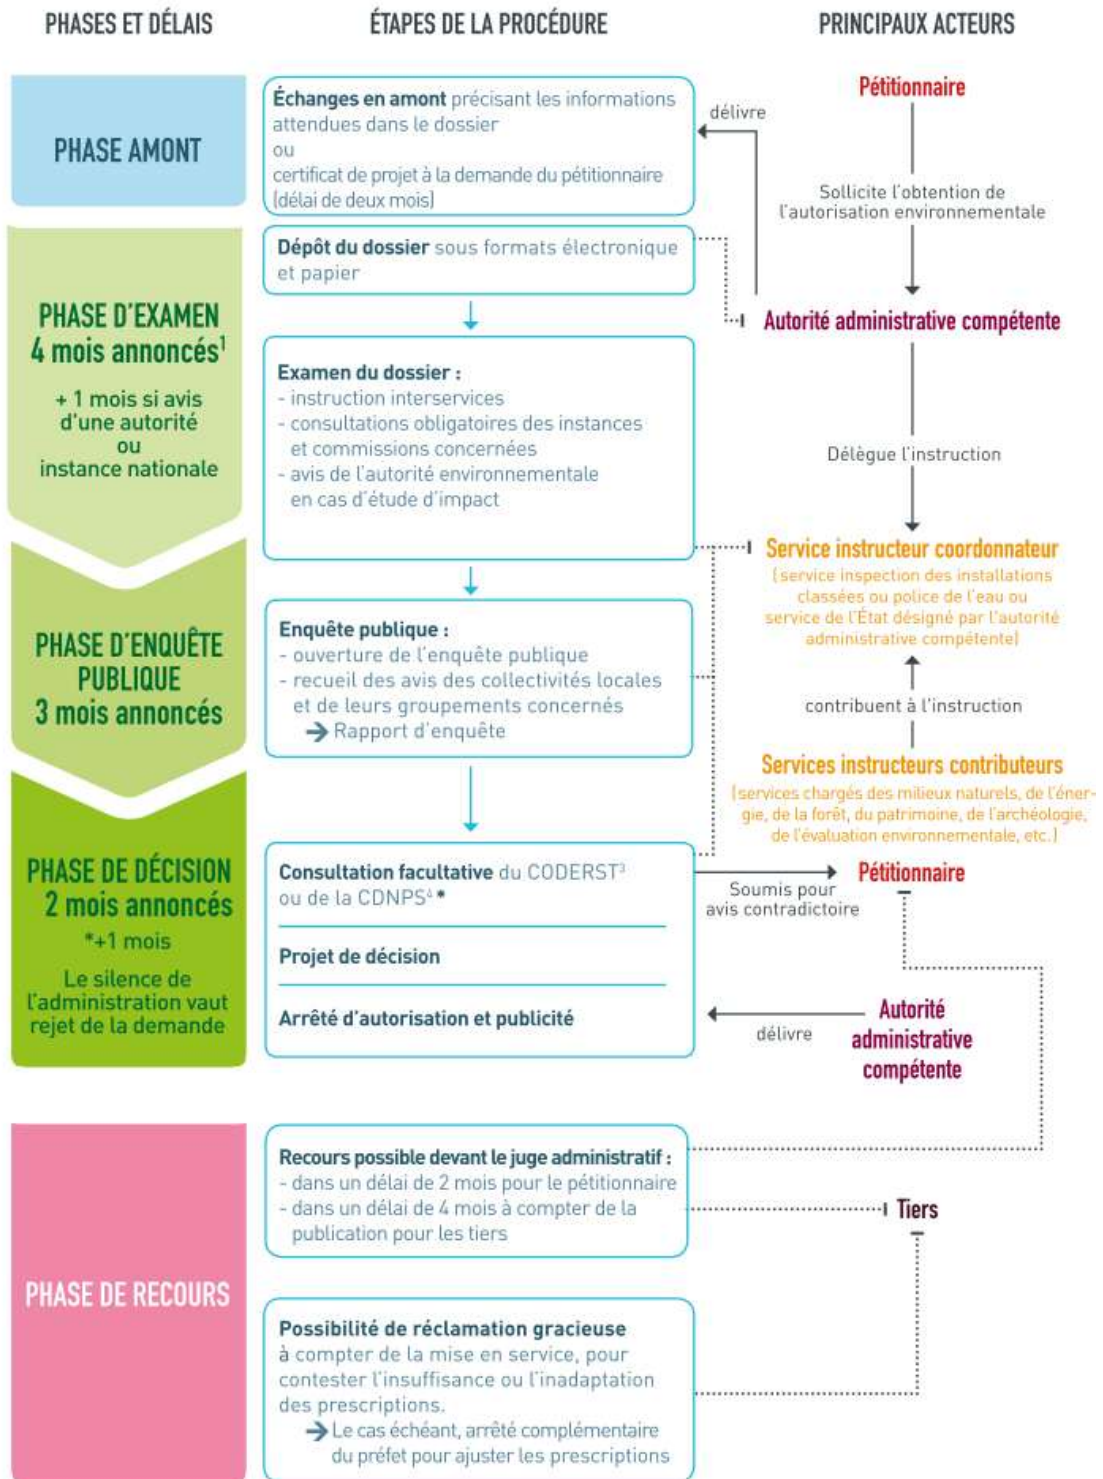 PHASES ET DÉLAIS
ÉTAPES DE LA PROCÉDURE
PRINCIPAUX ACTEURS
PHASE AMONT
Échanges en amont précisant les informations
attendues dans le dossier
ou
certificat de projet à la demande du pétitionnaire
(délai de deux mois)
délivre
Pétitionnaire
Sollicite l'obtention de
l'autorisation environnementale
PHASE D'EXAMEN
4 mois annoncés¹
+ 1 mois si avis
d'une autorité
ou
instance nationale
Dépôt du dossier sous formats électronique
et papier
Autorité administrative compétente
Examen du dossier :
- instruction interservices
- consultations obligatoires des instances
et commissions concernées
- avis de l'autorité environnementale
en cas d'étude d'impact
Délègue l'instruction
Service instructeur coordonnateur
(service inspection des installations
classées ou police de l'eau ou
service de l'État désigné par l'autorité
administrative compétente)
PHASE D'ENQUÊTE
PUBLIQUE
3 mois annoncés
Enquête publique :
- ouverture de l'enquête publique
- recueil des avis des collectivités locales
et de leurs groupements concernés
➔ Rapport d'enquête
contribuent à l'instruction
Services instructeurs contributeurs
(services chargés des milieux naturels, de l'éner-
gie, de la forêt, du patrimoine, de l'archéologie,
de l'évaluation environnementale, etc.)
PHASE DE DÉCISION
2 mois annoncés
*+1 mois
Le silence de
l'administration vaut
rejet de la demande
Consultation facultative du CODERST³
ou de la CDNPS⁴ *
Projet de décision
Arrêté d'autorisation et publicité
Soumis pour
avis contradictoire
Pétitionnaire
délivre
Autorité
administrative
compétente
PHASE DE RECOURS
Recours possible devant le juge administratif :
- dans un délai de 2 mois pour le pétitionnaire
- dans un délai de 4 mois à compter de la
publication pour les tiers
Tiers
Possibilité de réclamation gracieuse
à compter de la mise en service, pour
contester l'insuffisance ou l'inadaptation
des prescriptions.
➔ Le cas échéant, arrêté complémentaire
du préfet pour ajuster les prescriptions